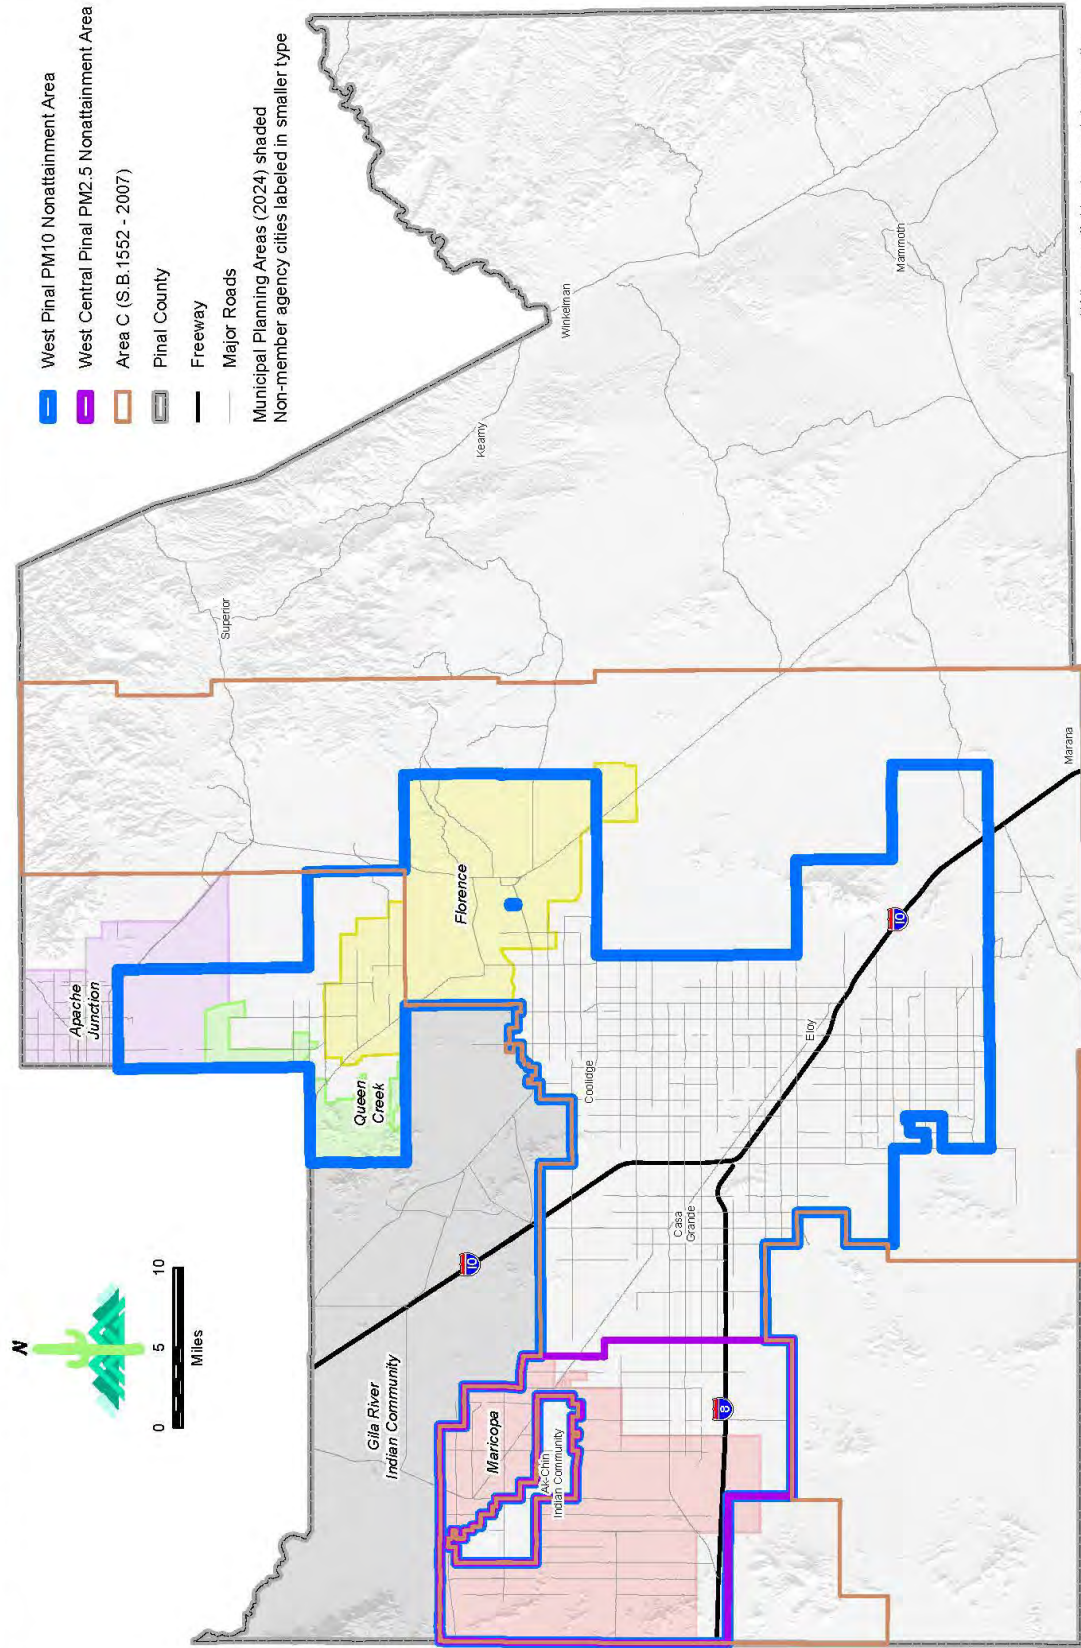 West Pinal PM10 Nonattainment Area
West Central Pinal PM2.5 Nonattainment Area
Area C (S.B.1552 - 2007)
Pinal County
Freeway
Major Roads
Municipal Planning Areas (2024) shaded
Non-member agency cities labeled in smaller type
N
0 5 10
Miles
Apache
Junction
Superior
Queen
Creek
Gila River
Indian Community
10
Florence
Kearny
Maricopa
Ak-Chin
Indian Community
Coolidge
Winkelman
Casa
Grande
8
Eloy
10
Mammoth
Marana